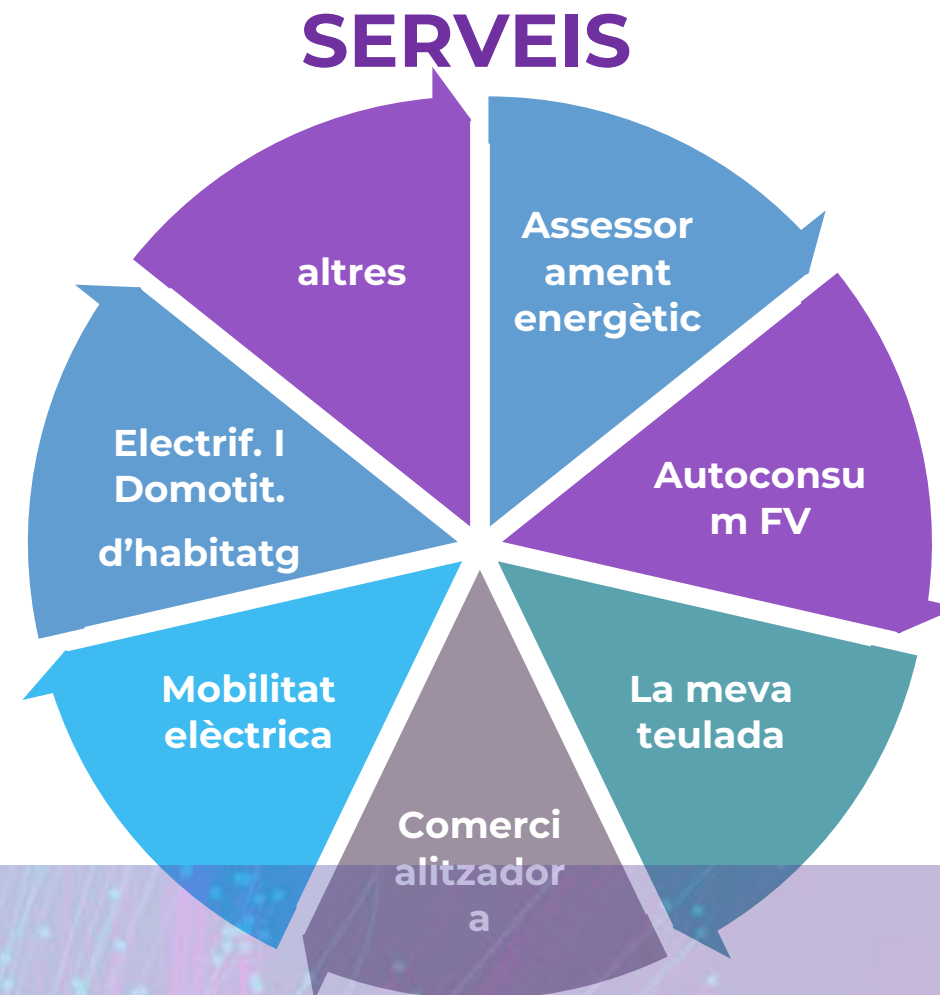 SERVEIS
Assessor
ament
energètic
Autoconsu
m FV
La meva
teulada
Comerci
alitzador
a
Mobilitat
elèctrica
Electrif. I
Domotit.
d’habitatg
altres